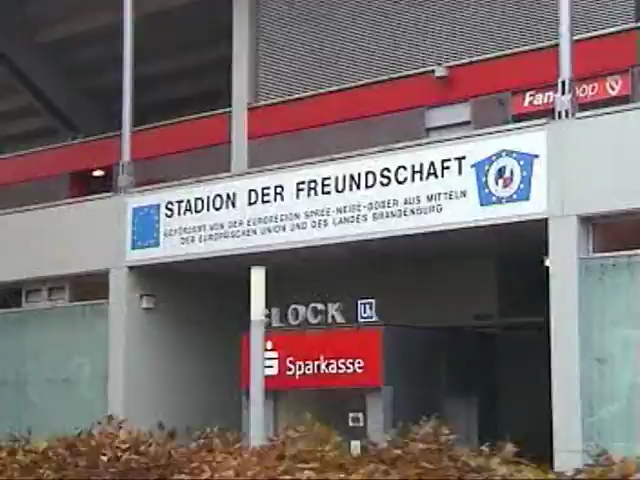 Fan-
STADION DER FREUNDSCHAFT
GEFÖRDERT VON DER EUROREGION SPREE-NEIßE-BOBER AUS MITTELN
DER EUROPÄISCHEN UNION UND DES LANDES BRANDENBURG
LOCK
Sparkasse